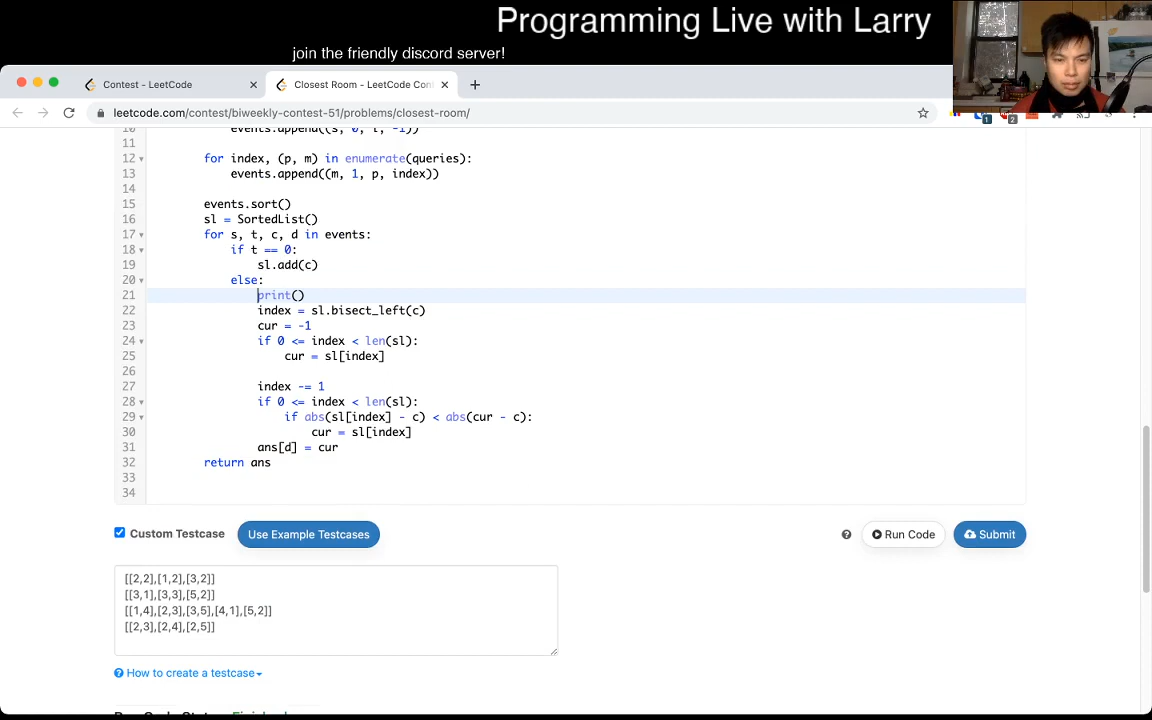 Programming Live with Larry
join the friendly discord server!
Contest - LeetCode
Closest Room - LeetCode Con
leetcode.com/contest/biweekly-contest-51/problems/closest-room/
10 events.append((s, 0, t, -1))
11
12 for index, (p, m) in enumerate(queries):
13 events.append((m, 1, p, index))
14
15 events.sort()
16 sl = SortedList()
17 for s, t, c, d in events:
18 if t == 0:
19 sl.add(c)
20 else:
21 print()
22 index = sl.bisect_left(c)
23 cur = -1
24 if 0 <= index < len(sl):
25 cur = sl[index]
26
27 index -= 1
28 if 0 <= index < len(sl):
29 if abs(sl[index] - c) < abs(cur - c):
30 cur = sl[index]
31 ans[d] = cur
32 return ans
33
34
Custom Testcase Use Example Testcases Run Code Submit
[[2,2],[1,2],[3,2]]
[[3,1],[3,3],[5,2]]
[[1,4],[2,3],[3,5],[4,1],[5,2]]
[[2,3],[2,4],[2,5]]
How to create a testcase